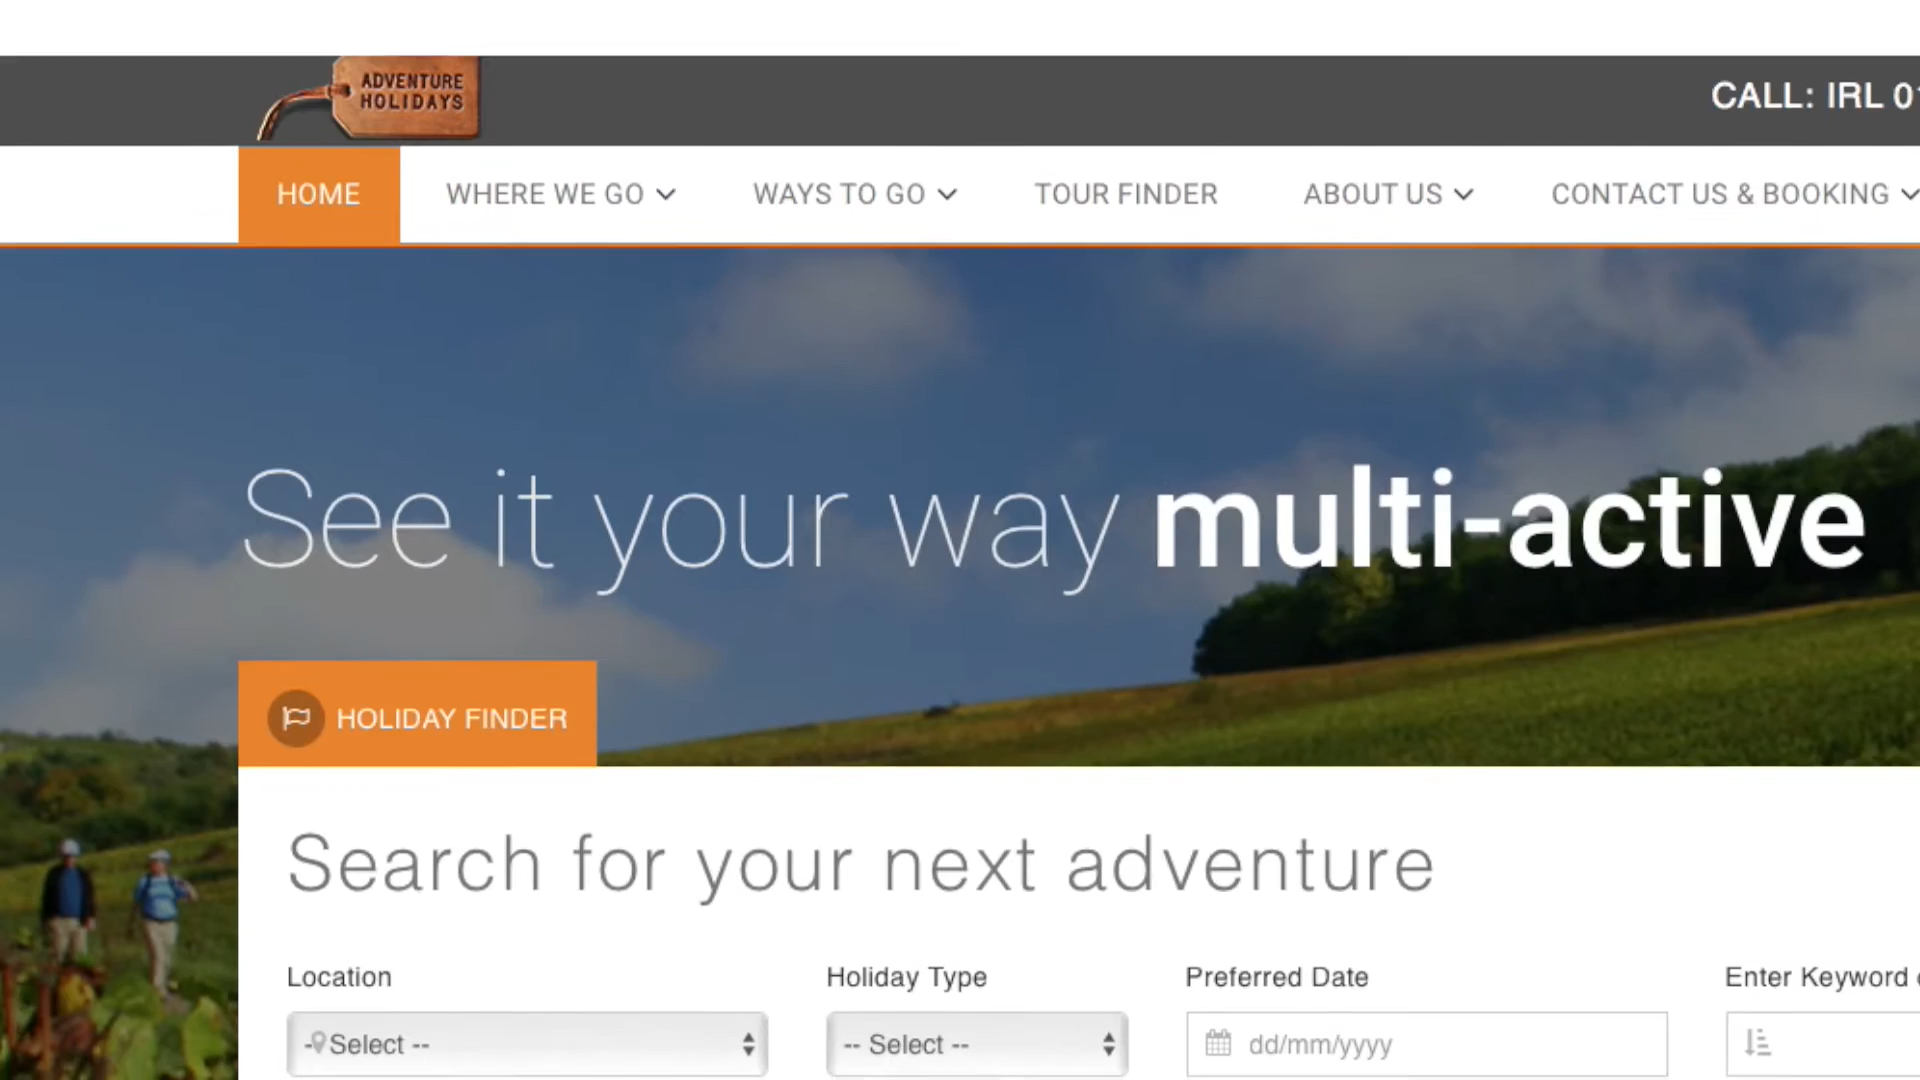 ADVENTURE
HOLIDAYS
CALL: IRL 01
HOME
WHERE WE GO
WAYS TO GO
TOUR FINDER
ABOUT US
CONTACT US & BOOKING
See it your way multi-active
HOLIDAY FINDER
Search for your next adventure
Location
Holiday Type
Preferred Date
Enter Keyword
-Select --
-- Select --
dd/mm/yyyy